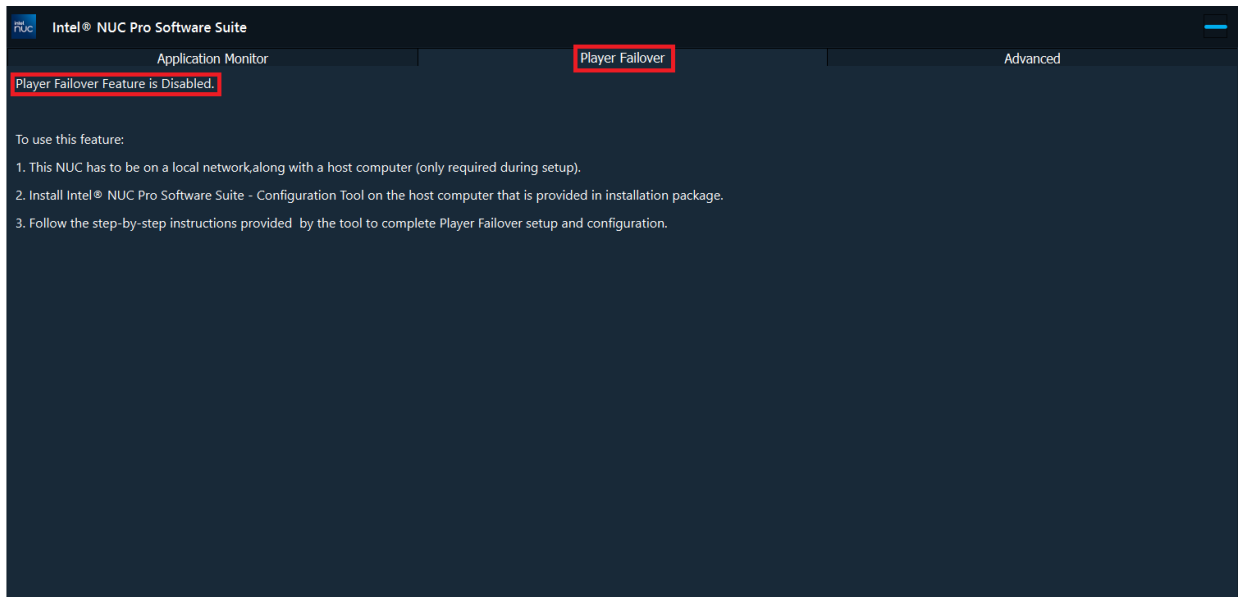 intel
nuc
Intel® NUC Pro Software Suite
Application Monitor
Player Failover
Advanced
Player Failover Feature is Disabled.
To use this feature:
1. This NUC has to be on a local network,along with a host computer (only required during setup).
2. Install Intel® NUC Pro Software Suite - Configuration Tool on the host computer that is provided in installation package.
3. Follow the step-by-step instructions provided  by the tool to complete Player Failover setup and configuration.